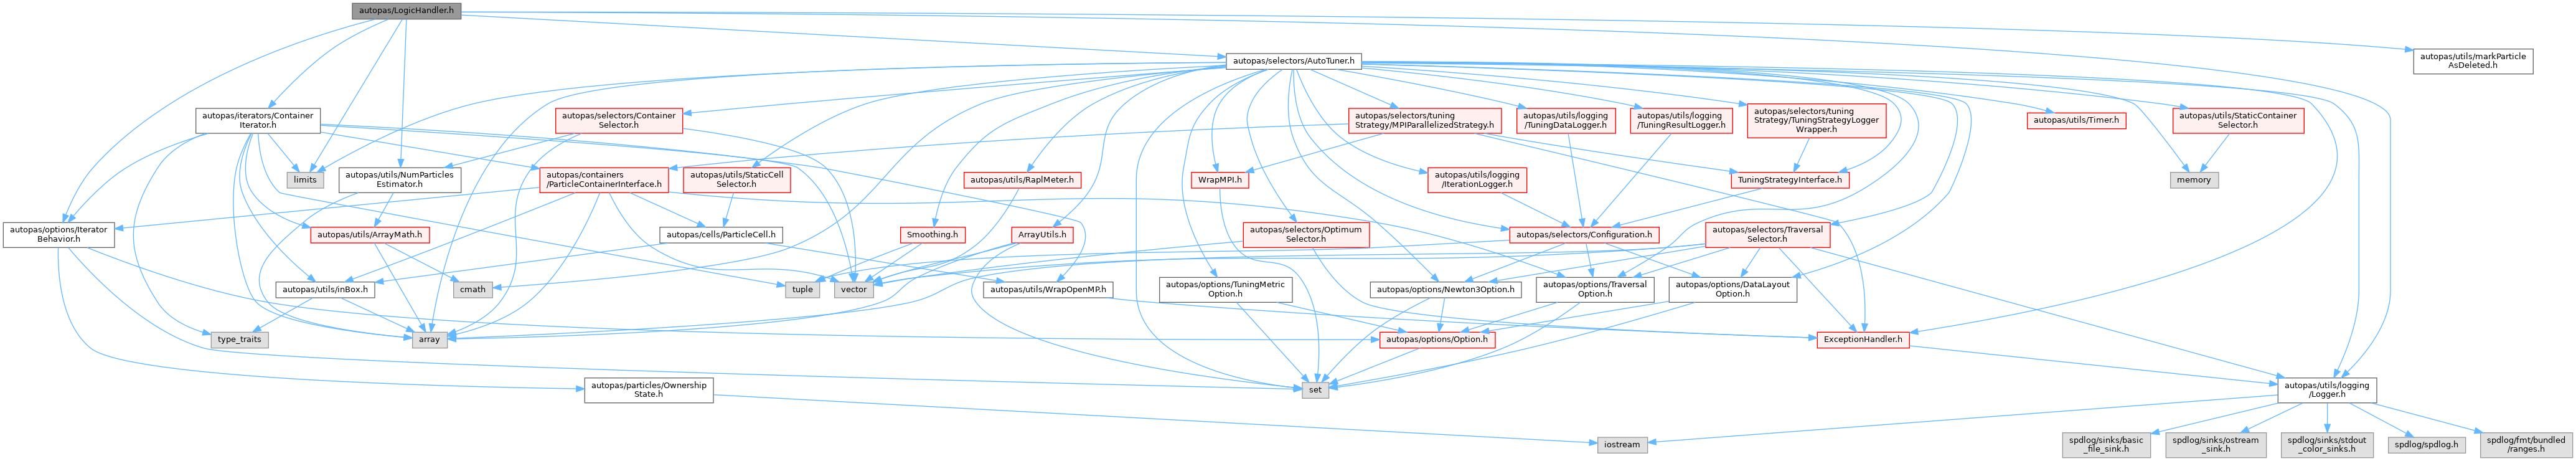 autopas/LogicHandler.h
autopas/selectors/AutoTuner.h
autopas/utils/markParticle
AsDeleted.h
autopas/iterators/Container
Iterator.h
autopas/selectors/Container
Selector.h
autopas/selectors/tuning
Strategy/MPIParallelizedStrategy.h
autopas/utils/logging
/TuningDataLogger.h
autopas/utils/logging
/TuningResultLogger.h
autopas/selectors/tuning
Strategy/TuningStrategyLogger
Wrapper.h
autopas/utils/Timer.h
autopas/utils/StaticContainer
Selector.h
limits
autopas/utils/NumParticles
Estimator.h
autopas/containers
/ParticleContainerInterface.h
autopas/utils/StaticCell
Selector.h
autopas/utils/RaplMeter.h
WrapMPI.h
autopas/utils/logging
/IterationLogger.h
TuningStrategyInterface.h
memory
autopas/options/Iterator
Behavior.h
autopas/utils/ArrayMath.h
autopas/cells/ParticleCell.h
Smoothing.h
ArrayUtils.h
autopas/selectors/Optimum
Selector.h
autopas/selectors/Configuration.h
autopas/selectors/Traversal
Selector.h
autopas/utils/inBox.h
cmath
tuple
vector
autopas/utils/WrapOpenMP.h
autopas/options/TuningMetric
Option.h
autopas/options/Newton3Option.h
autopas/options/Traversal
Option.h
autopas/options/DataLayout
Option.h
type_traits
array
autopas/options/Option.h
ExceptionHandler.h
autopas/particles/Ownership
State.h
set
autopas/utils/logging
/Logger.h
iostream
spdlog/sinks/basic
_file_sink.h
spdlog/sinks/ostream
_sink.h
spdlog/sinks/stdout
_color_sinks.h
spdlog/spdlog.h
spdlog/fmt/bundled
/ranges.h